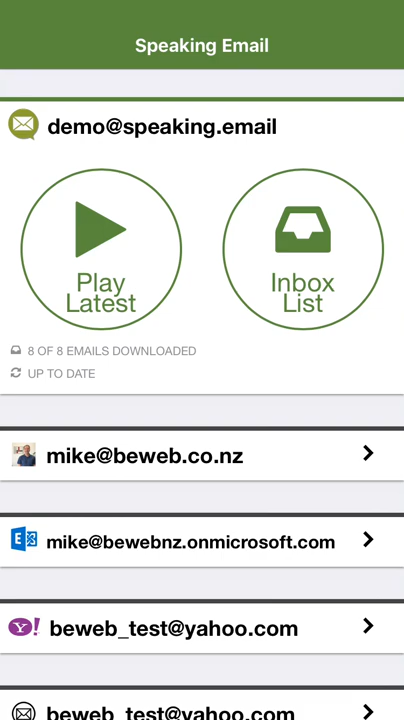 Speaking Email
demo@speaking.email
Play
Latest
Inbox
List
8 OF 8 EMAILS DOWNLOADED
UP TO DATE
mike@beweb.co.nz
mike@bewebnz.onmicrosoft.com
Y! beweb_test@yahoo.com
beweb_test@yahoo.com